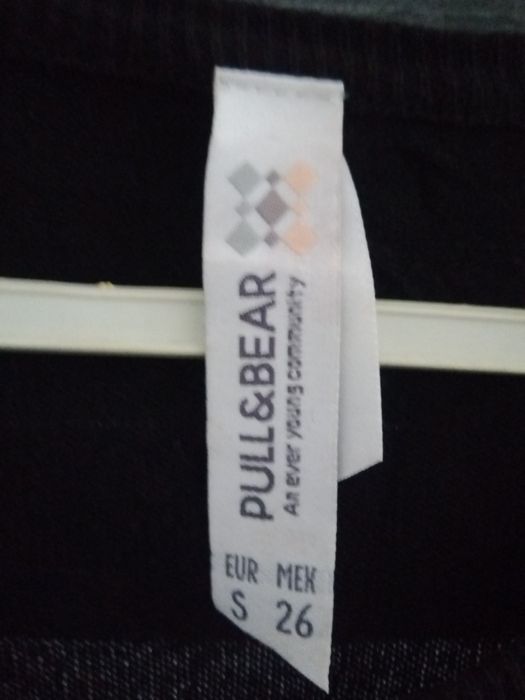 PULL&BEAR
An ever young community
EUR MEX
S 26